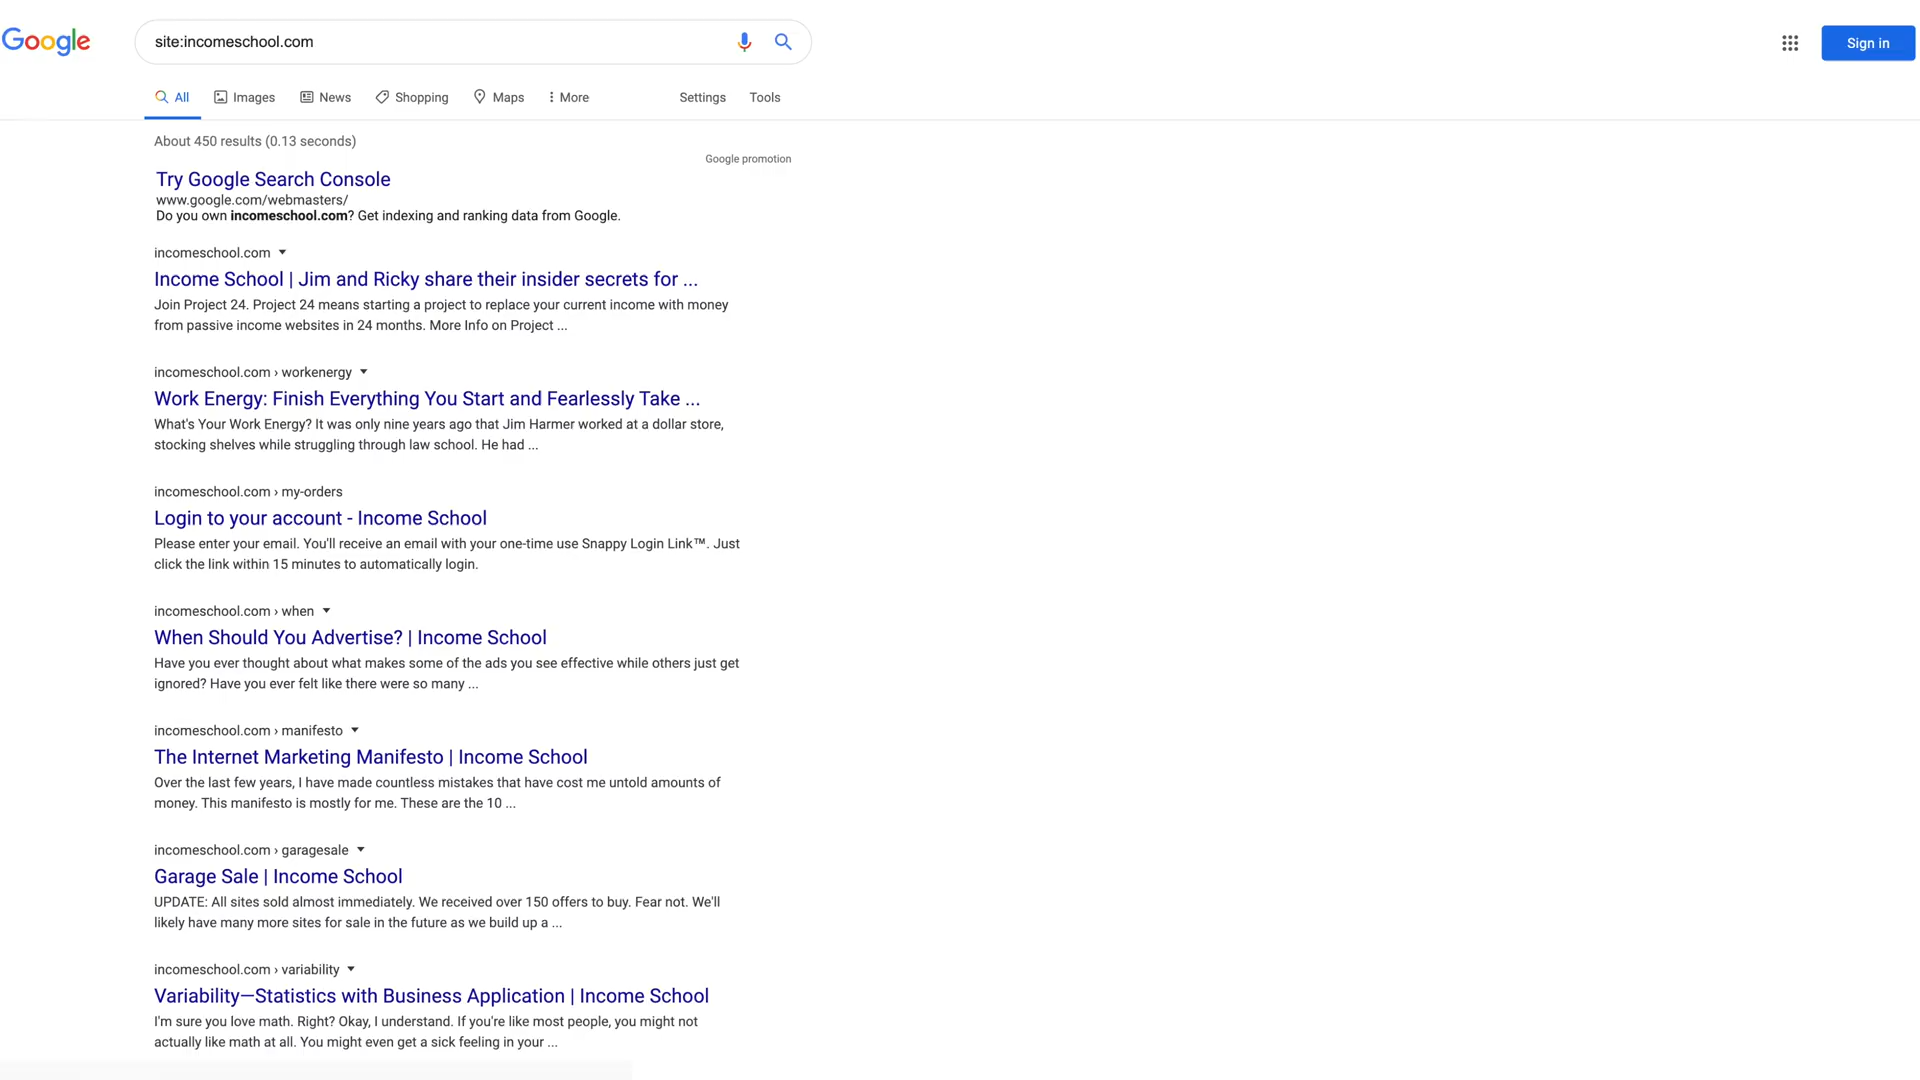 Google
site:incomeschool.com
Sign in
All Images News Shopping Maps More Settings Tools
About 450 results (0.13 seconds)
Google promotion
Try Google Search Console
www.google.com/webmasters/
Do you own incomeschool.com? Get indexing and ranking data from Google.
incomeschool.com
Income School | Jim and Ricky share their insider secrets for ...
Join Project 24. Project 24 means starting a project to replace your current income with money
from passive income websites in 24 months. More Info on Project ...
incomeschool.com › workenergy
Work Energy: Finish Everything You Start and Fearlessly Take ...
What's Your Work Energy? It was only nine years ago that Jim Harmer worked at a dollar store,
stocking shelves while struggling through law school. He had ...
incomeschool.com › my-orders
Login to your account - Income School
Please enter your email. You'll receive an email with your one-time use Snappy Login Link™. Just
click the link within 15 minutes to automatically login.
incomeschool.com › when
When Should You Advertise? | Income School
Have you ever thought about what makes some of the ads you see effective while others just get
ignored? Have you ever felt like there were so many ...
incomeschool.com › manifesto
The Internet Marketing Manifesto | Income School
Over the last few years, I have made countless mistakes that have cost me untold amounts of
money. This manifesto is mostly for me. These are the 10 ...
incomeschool.com › garagesale
Garage Sale | Income School
UPDATE: All sites sold almost immediately. We received over 150 offers to buy. Fear not. We'll
likely have many more sites for sale in the future as we build up a ...
incomeschool.com › variability
Variability—Statistics with Business Application | Income School
I'm sure you love math. Right? Okay, I understand. If you're like most people, you might not
actually like math at all. You might even get a sick feeling in your ...